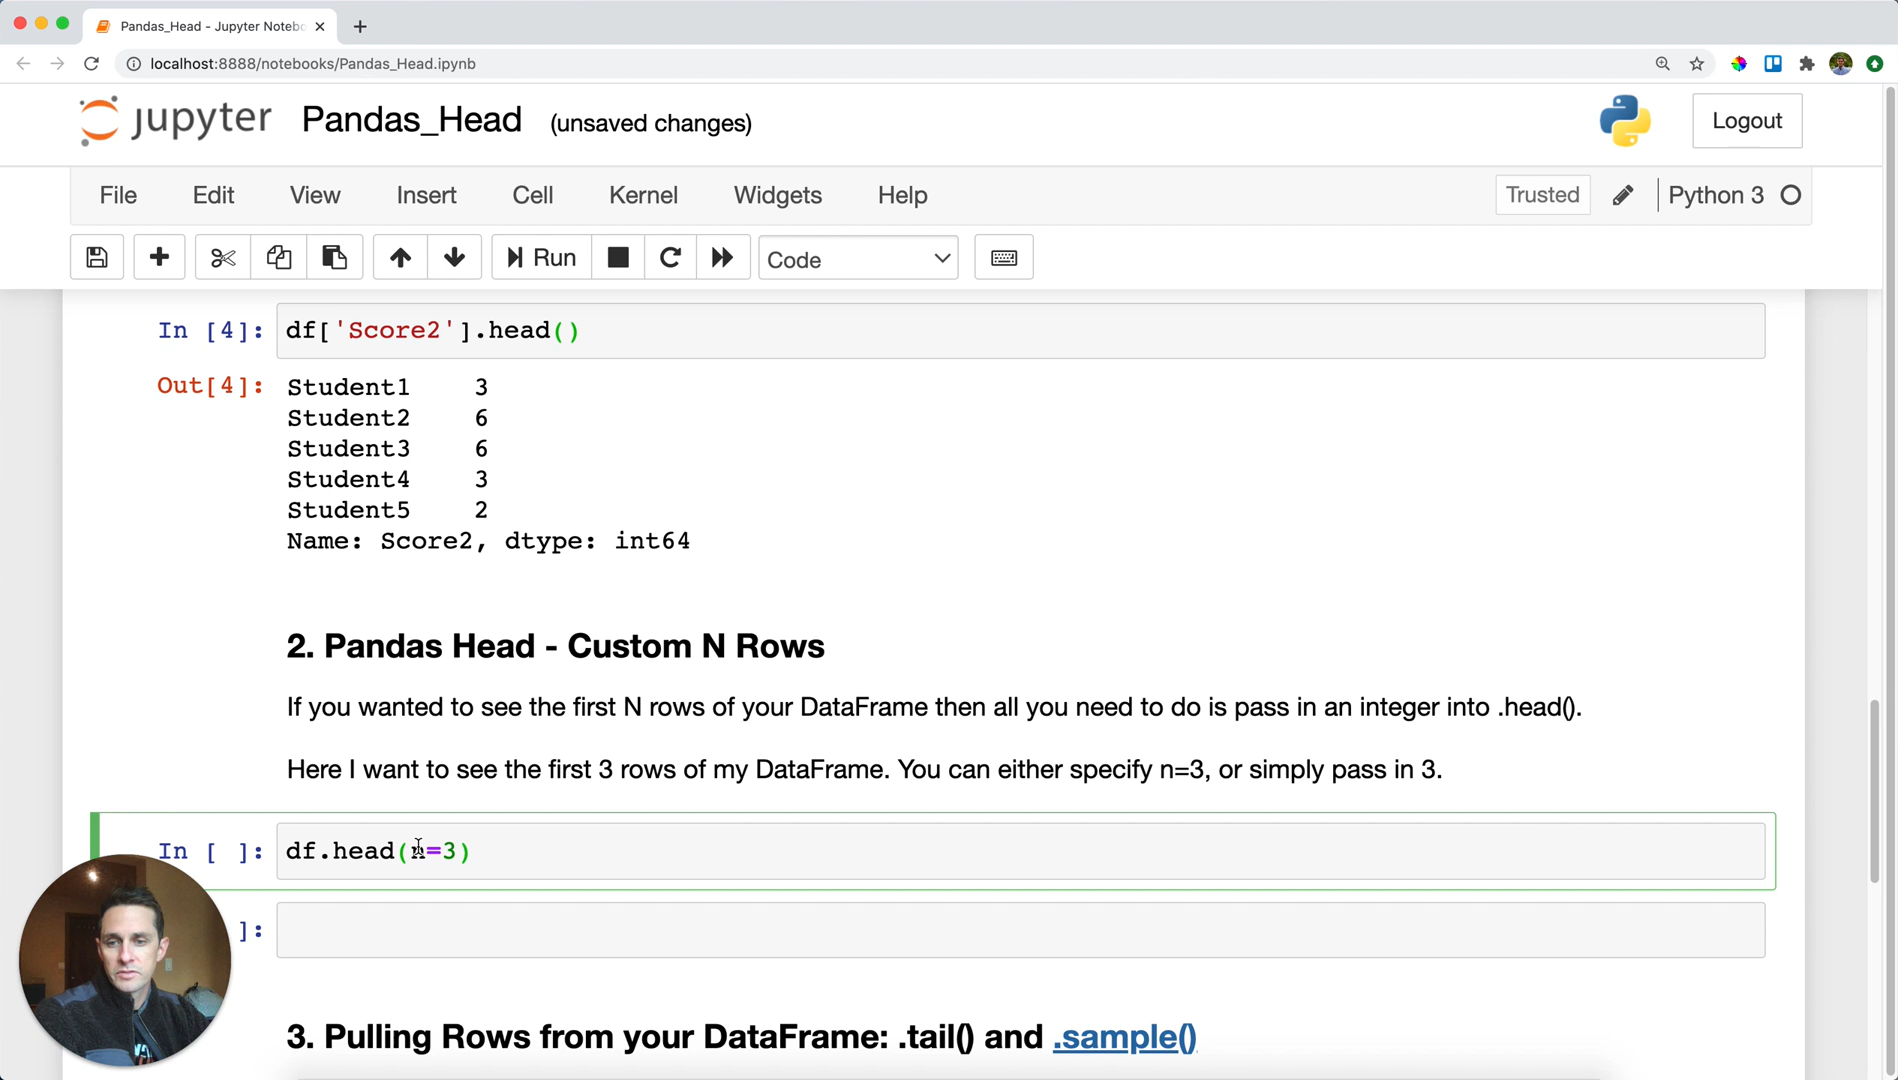 Pandas_Head - Jupyter Notebo
localhost:8888/notebooks/Pandas_Head.ipynb
jupyter Pandas_Head (unsaved changes) Logout
File Edit View Insert Cell Kernel Widgets Help Trusted Python 3
Run Code
In [4]: df['Score2'].head()
Out[4]: Student1 3
Student2 6
Student3 6
Student4 3
Student5 2
Name: Score2, dtype: int64
2. Pandas Head - Custom N Rows
If you wanted to see the first N rows of your DataFrame then all you need to do is pass in an integer into .head().
Here I want to see the first 3 rows of my DataFrame. You can either specify n=3, or simply pass in 3.
In [ ]: df.head(n=3)
]:
3. Pulling Rows from your DataFrame: .tail() and .sample()